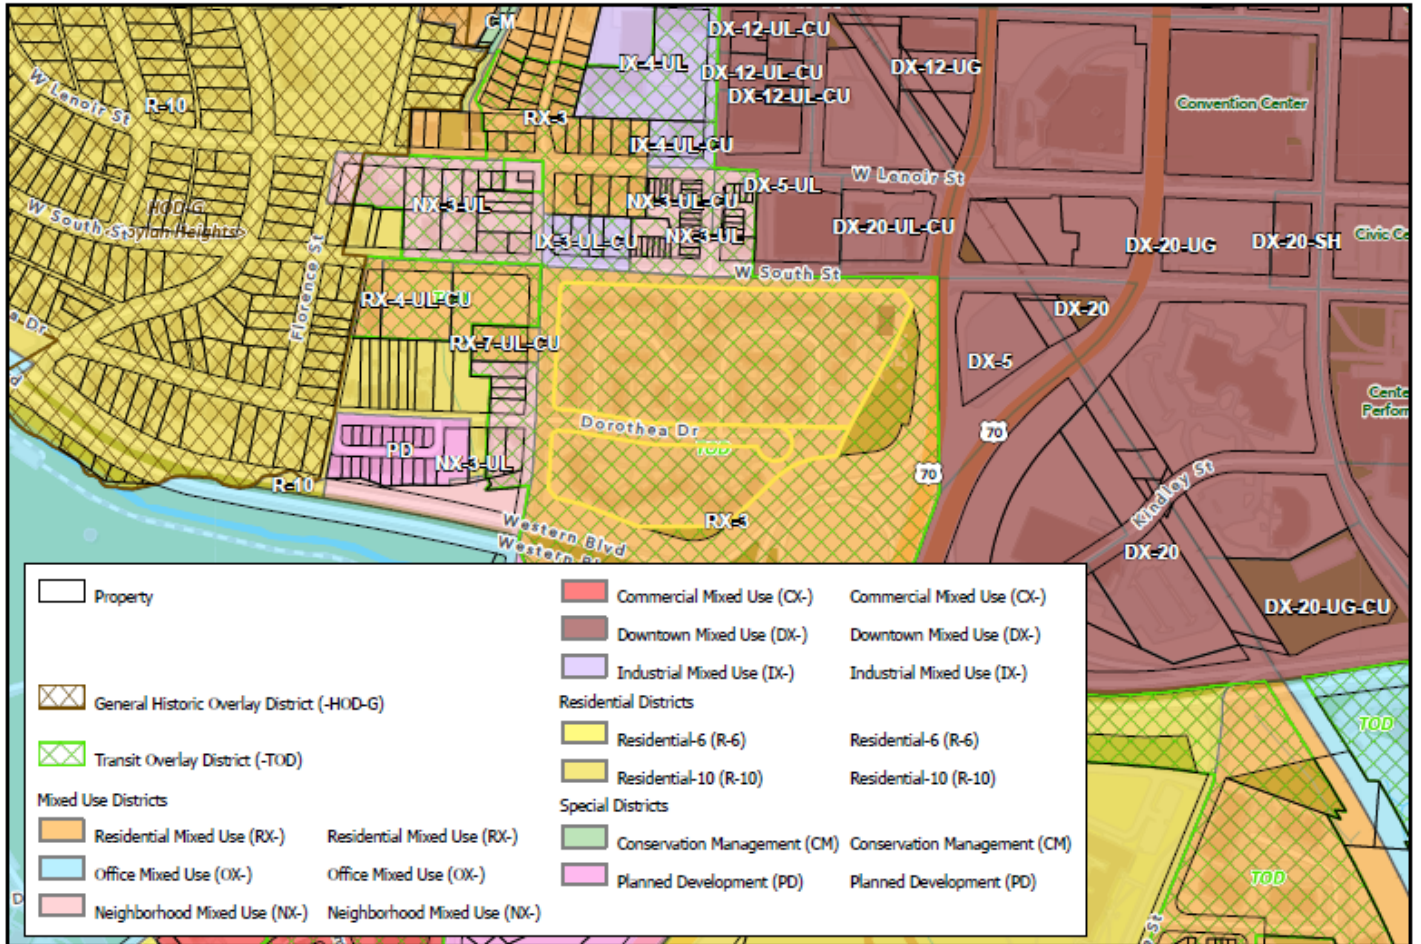 CM
DX-12-UL-CU
IX-4-UL
DX-12-UL-CU
DX-12-UG
DX-12-UL-CU
Convention Center
W Lenoir St
R-10
RX-3
IX-4-UL-CU
W Lenoir St
DX-5-UL
NX-3-UL
NX-3-UL-CU
W South St
HOD-G
Boylan Heights
IX-3-UL-CU
NX-3-UL
DX-20-UL-CU
DX-20-UG
DX-20-SH
Civic Ce
W South St
Florence St
RX-4-UL-CU
DX-20
a Dr
RX-7-UL-CU
DX-5
Cente
Perform
Dorothea Dr
TOD
70
PD
NX-3-UL
70
R-10
RX-3
Kindley St
Western Blvd
Western
DX-20
DX-20-UG-CU
TOD
TOD
Property
General Historic Overlay District (-HOD-G)
Transit Overlay District (-TOD)
Mixed Use Districts
Residential Mixed Use (RX-) Residential Mixed Use (RX-)
Office Mixed Use (OX-) Office Mixed Use (OX-)
Neighborhood Mixed Use (NX-) Neighborhood Mixed Use (NX-)
Commercial Mixed Use (CX-) Commercial Mixed Use (CX-)
Downtown Mixed Use (DX-) Downtown Mixed Use (DX-)
Industrial Mixed Use (IX-) Industrial Mixed Use (IX-)
Residential Districts
Residential-6 (R-6) Residential-6 (R-6)
Residential-10 (R-10) Residential-10 (R-10)
Special Districts
Conservation Management (CM) Conservation Management (CM)
Planned Development (PD) Planned Development (PD)